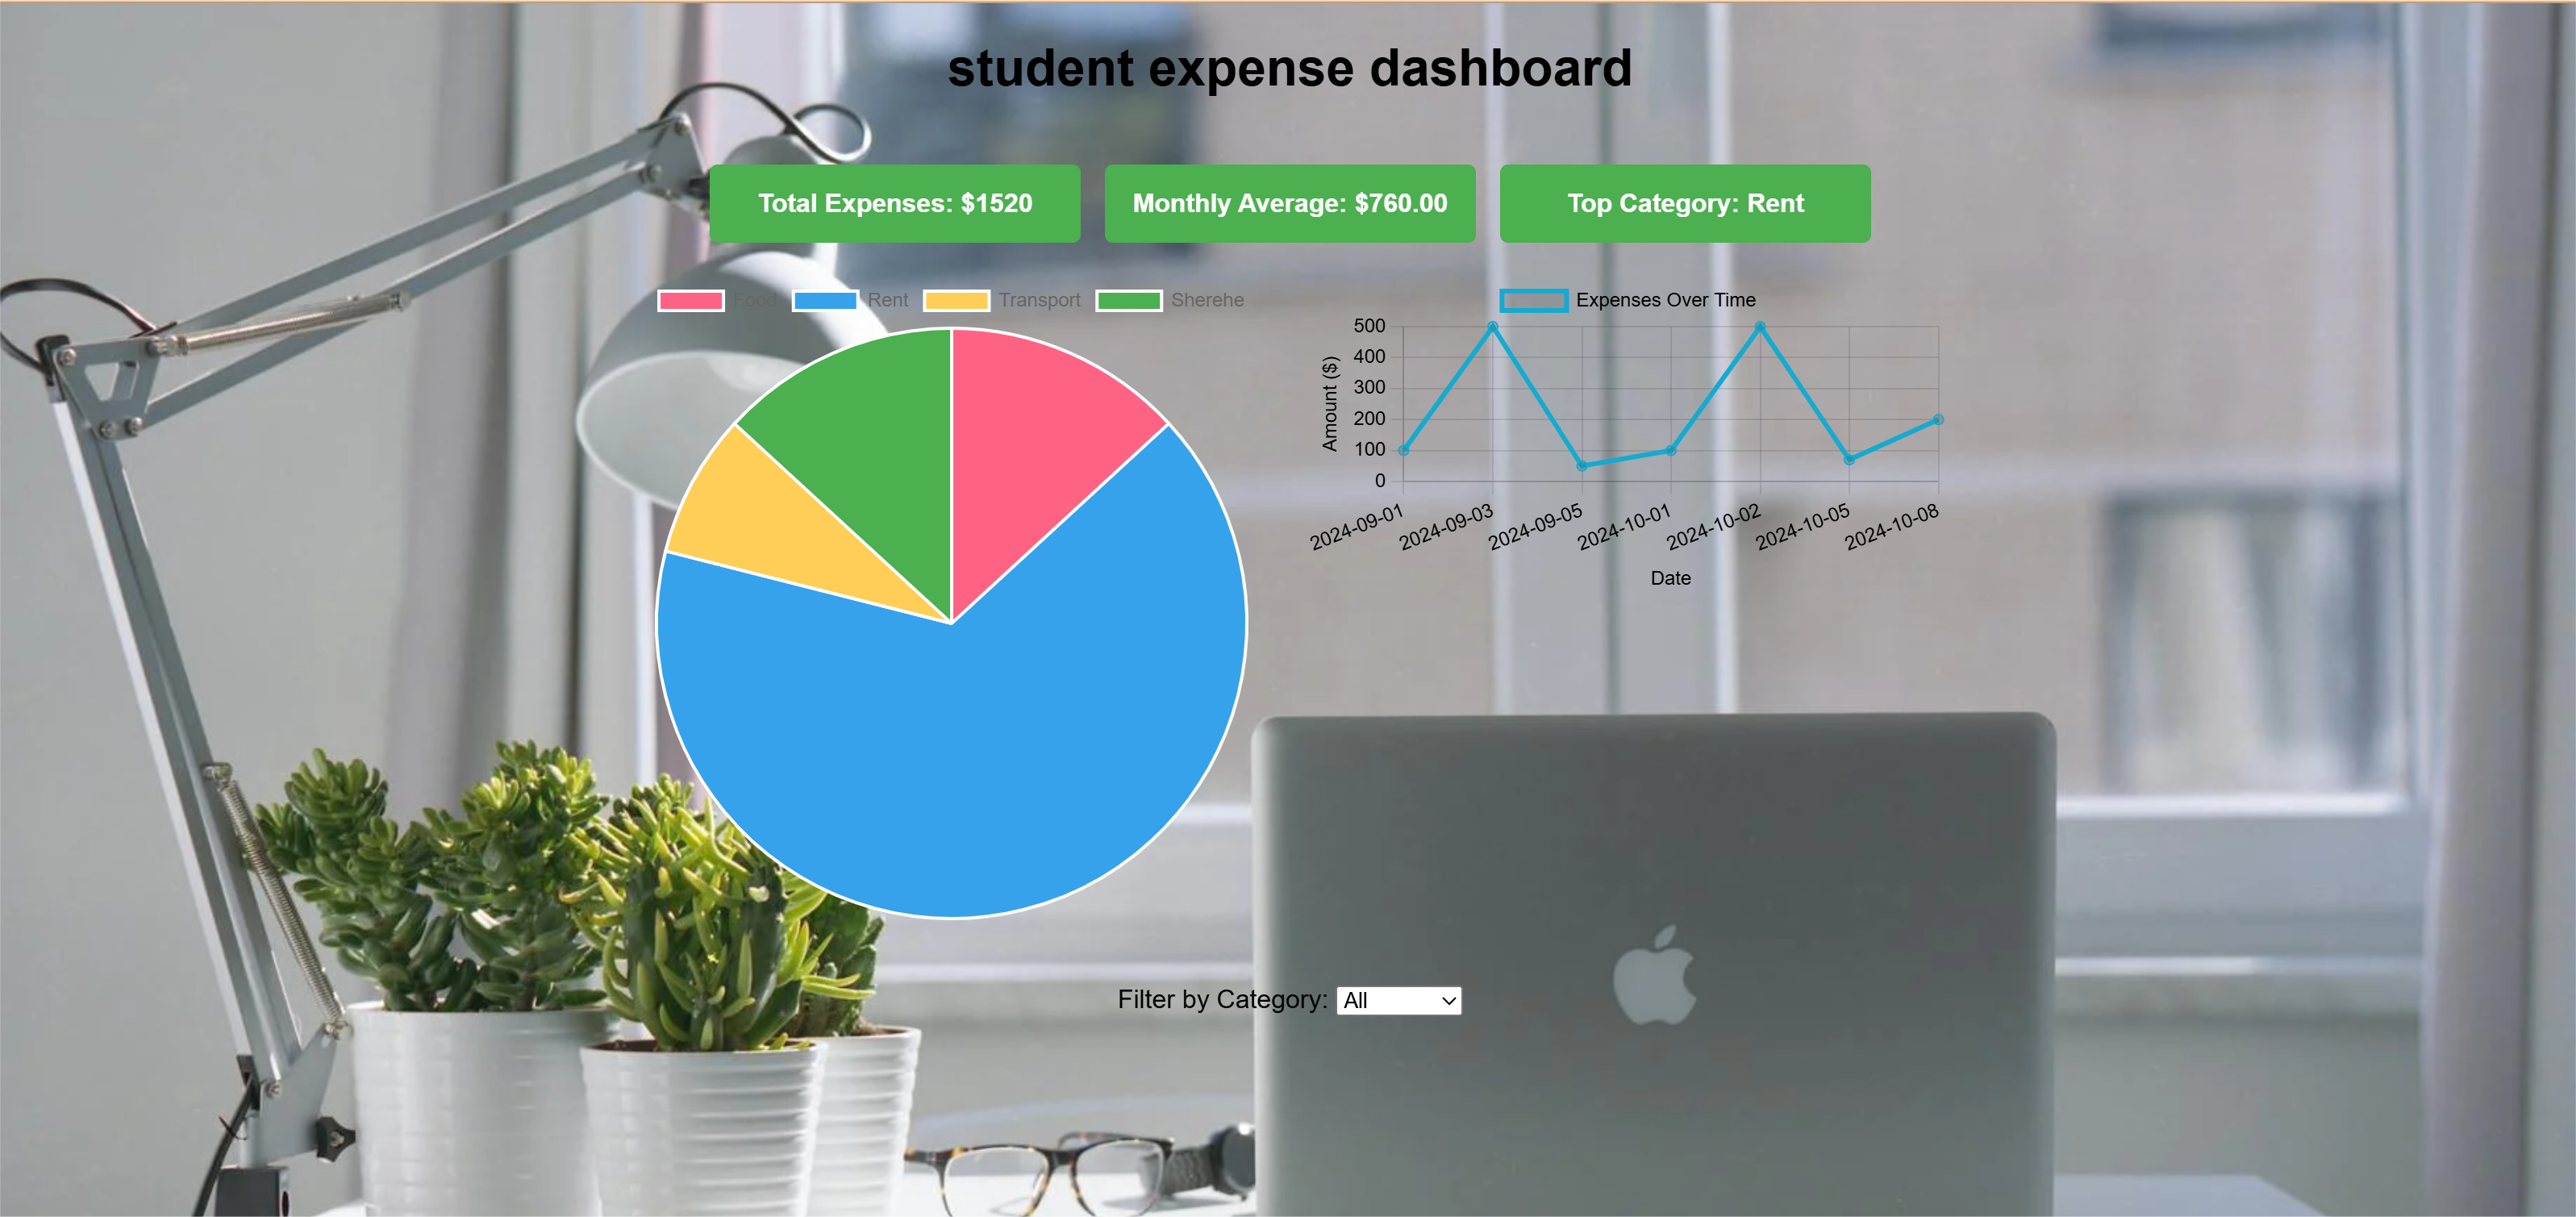 student expense dashboard
Total Expenses: $1520
Monthly Average: $760.00
Top Category: Rent
Food Rent Transport Sherehe
Expenses Over Time
500
400
300
200
100
0
Amount ($)
2024-09-01
2024-09-03
2024-09-05
2024-10-01
2024-10-02
2024-10-05
2024-10-08
Date
Filter by Category: All